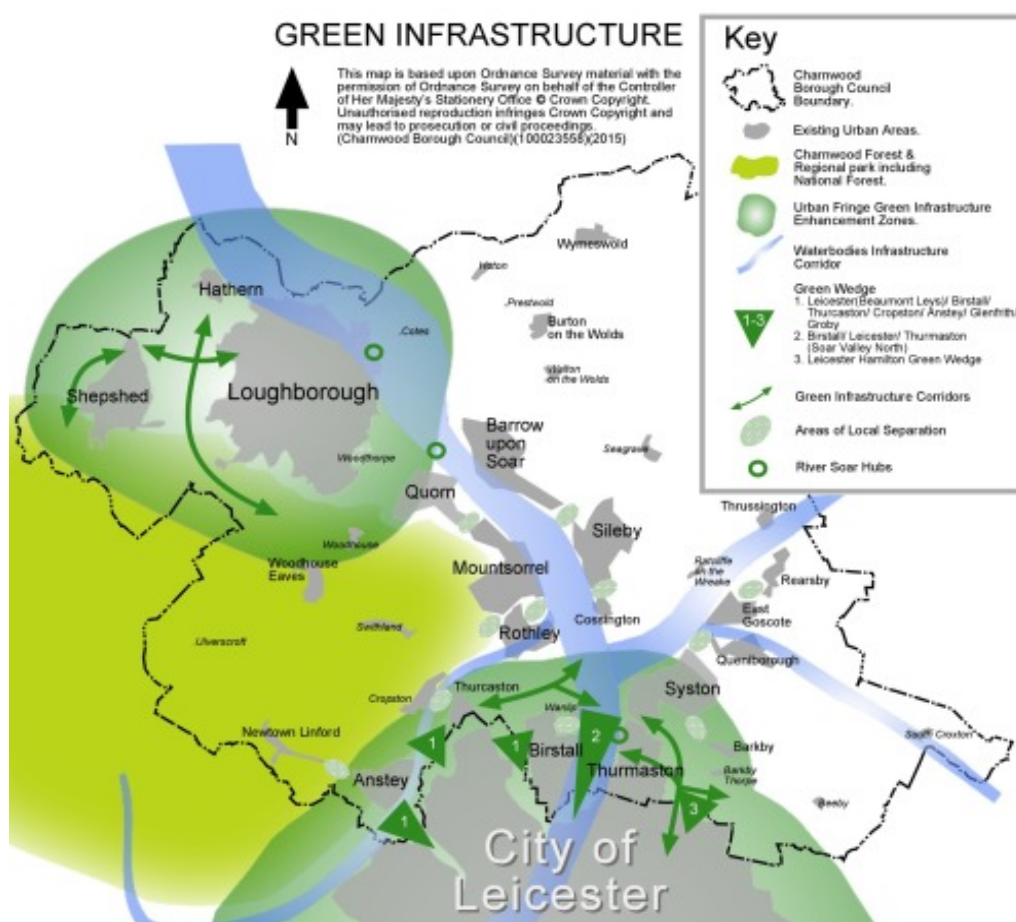 GREEN INFRASTRUCTURE
N
This map is based upon Ordnance Survey material with the
permission of Ordnance Survey on behalf of the Controller
of Her Majesty's Stationery Office © Crown Copyright.
Unauthorised reproduction infringes Crown Copyright and
may lead to prosecution or civil proceedings.
(Charnwood Borough Council)(100023558)(2015)
Key
Charnwood
Borough Council
Boundary.
Existing Urban Areas.
Charnwood Forest &
Regional park including
National Forest.
Urban Fringe Green Infrastructure
Enhancement Zones.
Waterbodies Infrastructure
Corridor
Green Wedge
1-3
1. Leicester(Beaumont Leys)/ Birstall/
Thurcaston/ Cropston/ Anstey/ Glenfrith/
Groby
2. Birstall/ Leicester/ Thurmaston
(Soar Valley North)
3. Leicester Hamilton Green Wedge
Green Infrastructure Corridors
Areas of Local Separation
River Soar Hubs
Wymeswold
Hoton
Hathern
Prestwold
Cotes
Burton
on the Wolds
Walton
on the Wolds
Shepshed
Loughborough
Barrow
upon
Soar
Seagrave
Woodthorpe
Quorn
Thrussington
Sileby
Woodhouse
Woodhouse
Eaves
Mountsorrel
Ratcliffe
on the
Wreake
Rearsby
East
Goscote
Cossington
Swithland
Rothley
Ulverscroft
Queniborough
Thurcaston
Syston
Cropston
Wanlip
Newtown Linford
South Croxton
1
1
2
Birstall
Barkby
Anstey
Thurmaston
Barkby
Thorpe
Beeby
3
1
City of
Leicester